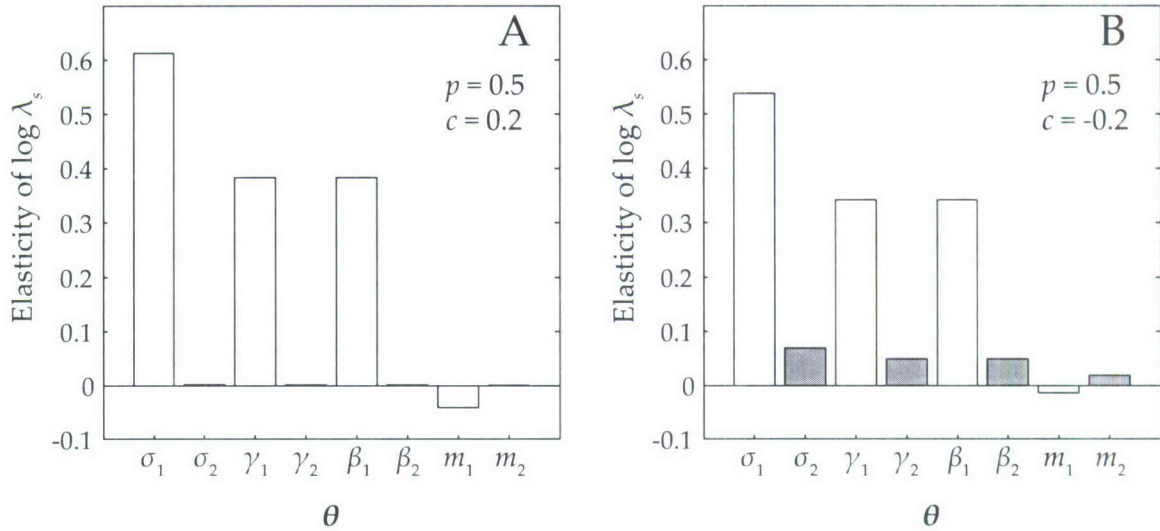 A
p = 0.5
c = 0.2
Elasticity of log λₛ
0.6
0.5
0.4
0.3
0.2
0.1
0
-0.1
σ₁ σ₂ γ₁ γ₂ β₁ β₂ m₁ m₂
θ
B
p = 0.5
c = -0.2
Elasticity of log λₛ
0.6
0.5
0.4
0.3
0.2
0.1
0
-0.1
σ₁ σ₂ γ₁ γ₂ β₁ β₂ m₁ m₂
θ